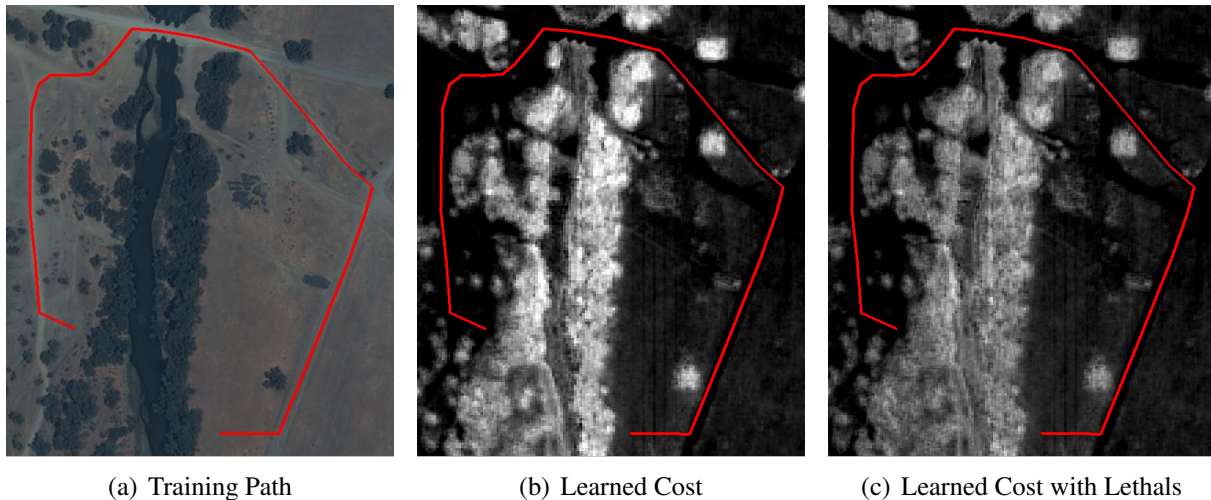 (a) Training Path
(b) Learned Cost
(c) Learned Cost with Lethals